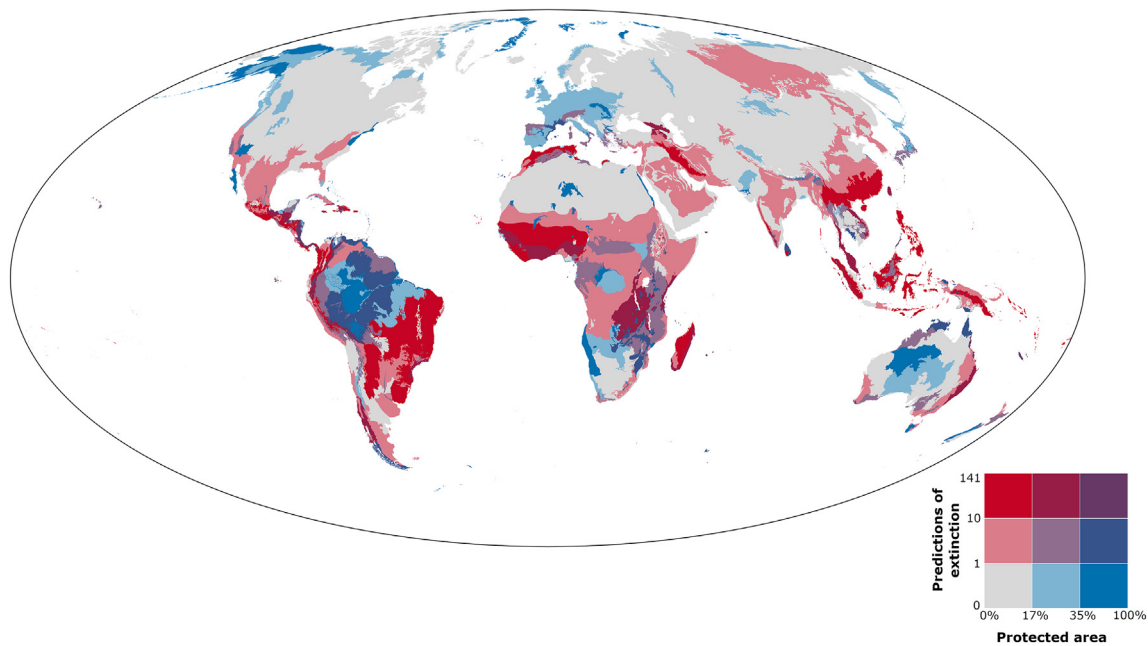 Predictions of
extinction
141
10
1
0
0%
17%
35%
100%
Protected area